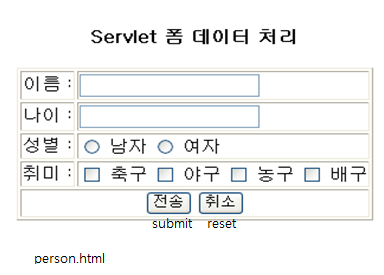 Servlet 폼 데이터 처리
이름 :
나이 :
성별 : 남자 여자
취미 : 축구 야구 농구 배구
전송 취소
submit reset
person.html